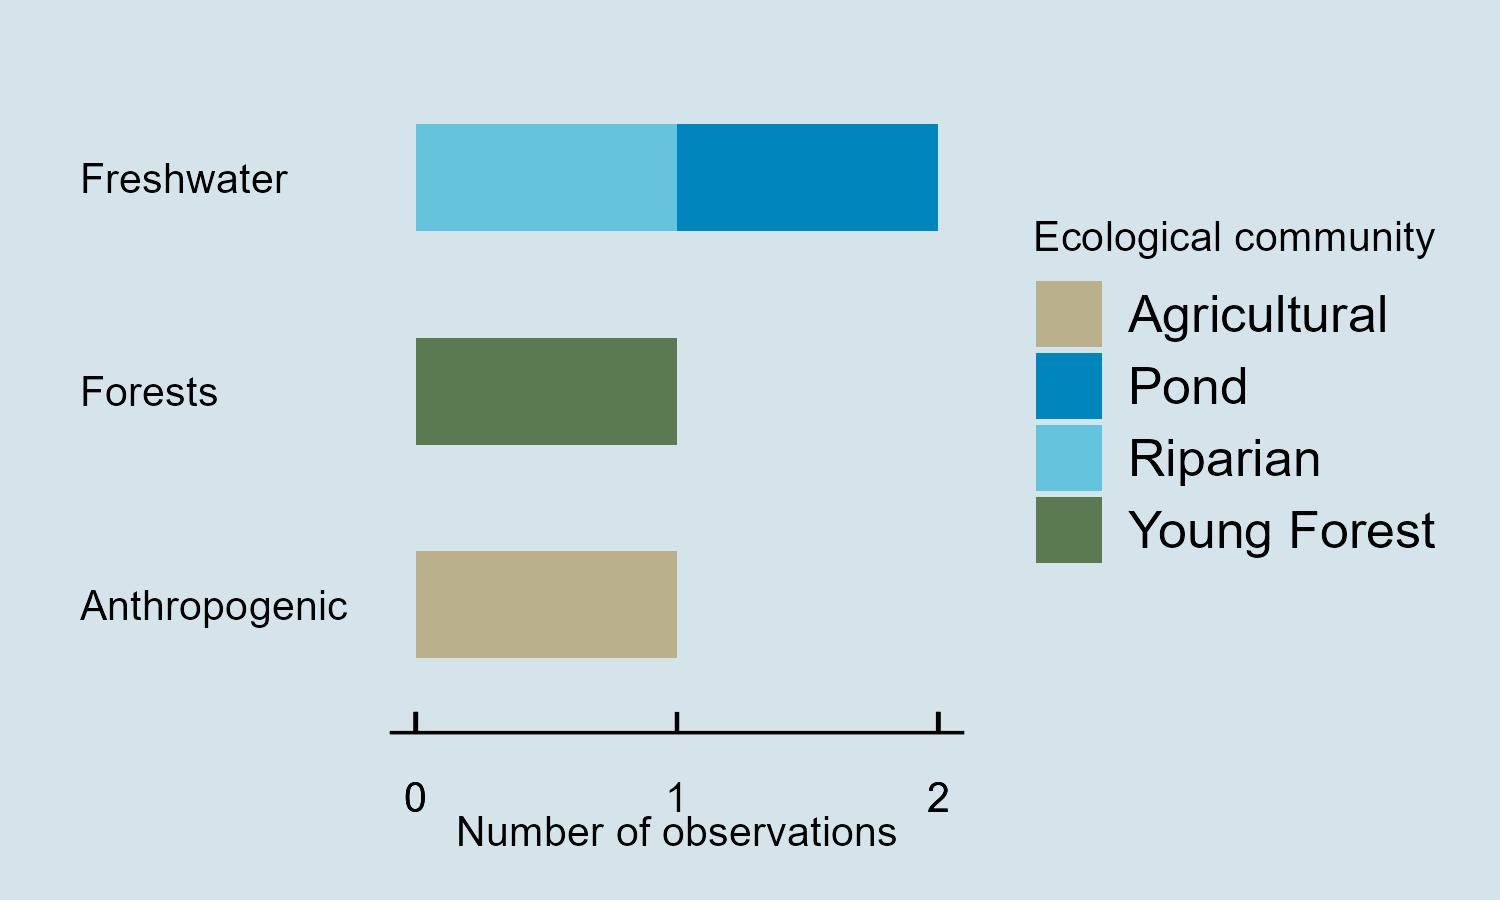 Freshwater
Forests
Anthropogenic
0 1 2
Number of observations
Ecological community
Agricultural
Pond
Riparian
Young Forest